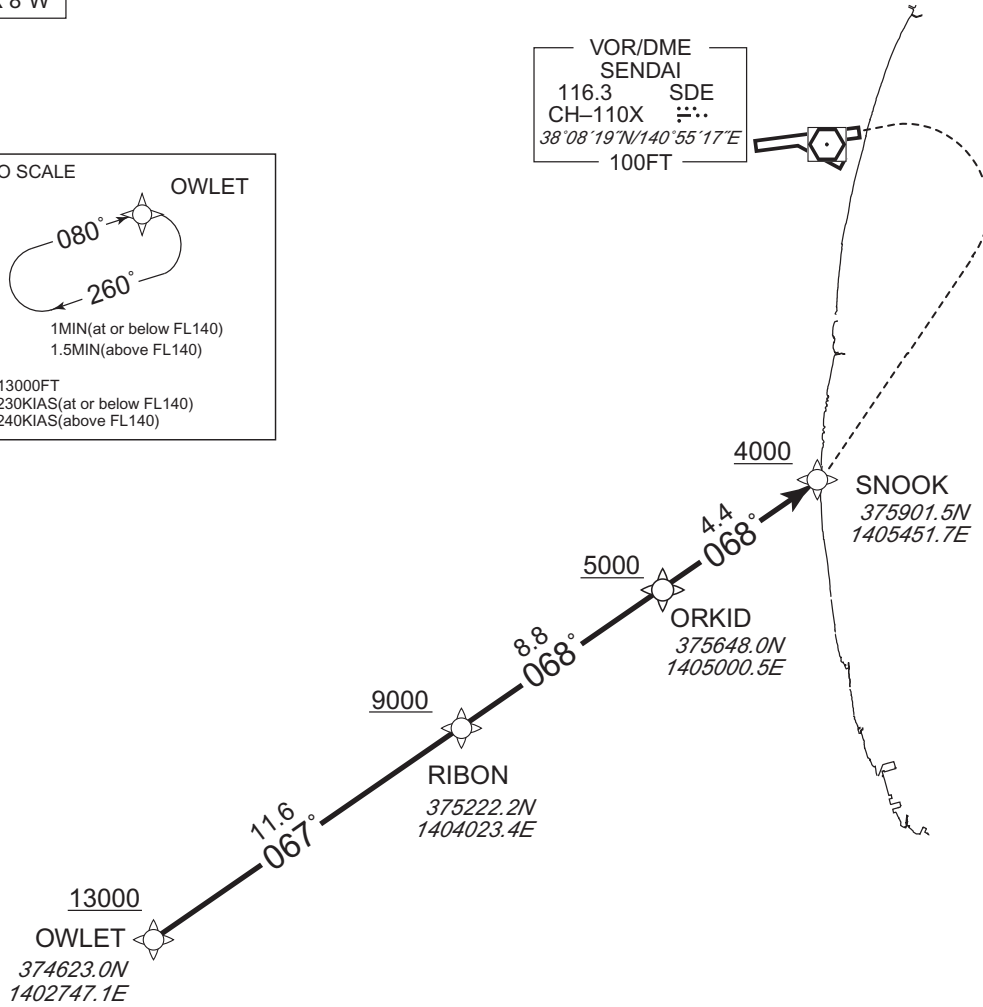 8°W
VOR/DME
SENDAI
116.3 SDE
CH–110X
38°08´19˝N/140°55´17˝E
100FT
O SCALE
OWLET
080°
260°
1MIN(at or below FL140)
1.5MIN(above FL140)
13000FT
230KIAS(at or below FL140)
240KIAS(above FL140)
4000
SNOOK
375901.5N
1405451.7E
4.4
068°
5000
ORKID
375648.0N
1405000.5E
8.8
068°
9000
RIBON
375222.2N
1404023.4E
11.6
067°
13000
OWLET
374623.0N
1402747.1E